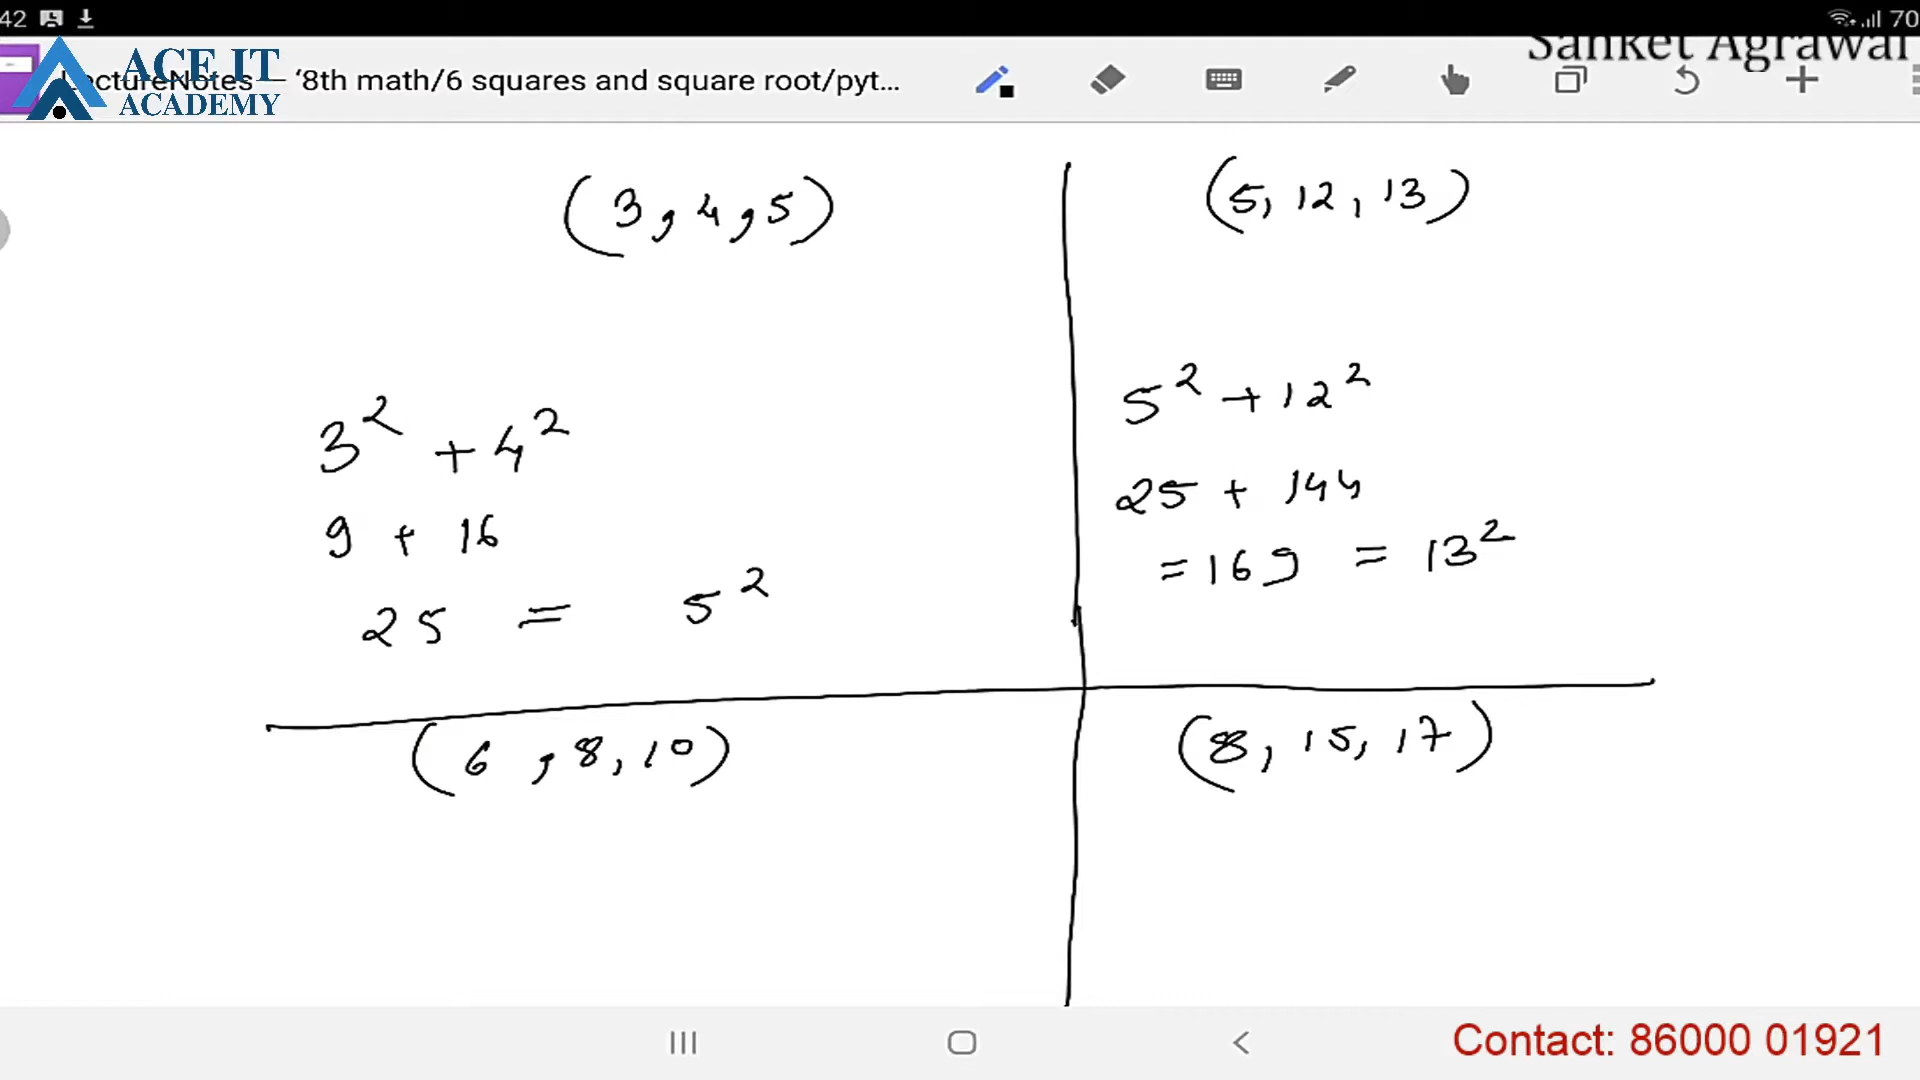 42
70
ACE IT
ACADEMY
LectureNotes – ‘8th math/6 squares and square root/pyt...
Sanket Agrawal
(3, 4, 5)
3² + 4²
9 + 16
25 = 5²
(5, 12, 13)
5² + 12²
25 + 144
= 169 = 13²
(6, 8, 10)
(8, 15, 17)
Contact: 86000 01921